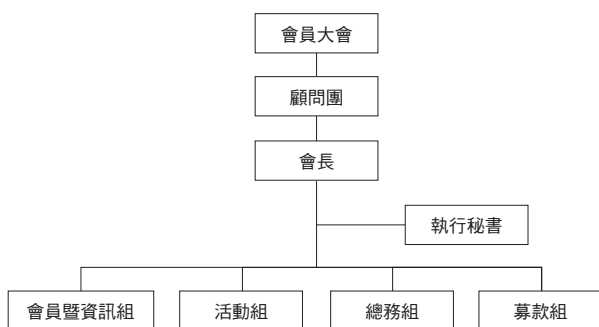 會員大會
顧問團
會長
執行秘書
會員暨資訊組
活動組
總務組
募款組